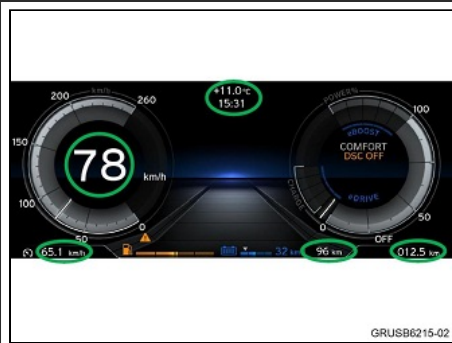 km/h
200
260
150
78
km/h
100
50
0
65.1 km/h
+11.0°C
15:31
32 km
96 km
POWER%
100
eBOOST
COMFORT
DSC OFF
CHARGE
eDRIVE
50
0
OFF
012.5 km
GRUSB6215-02